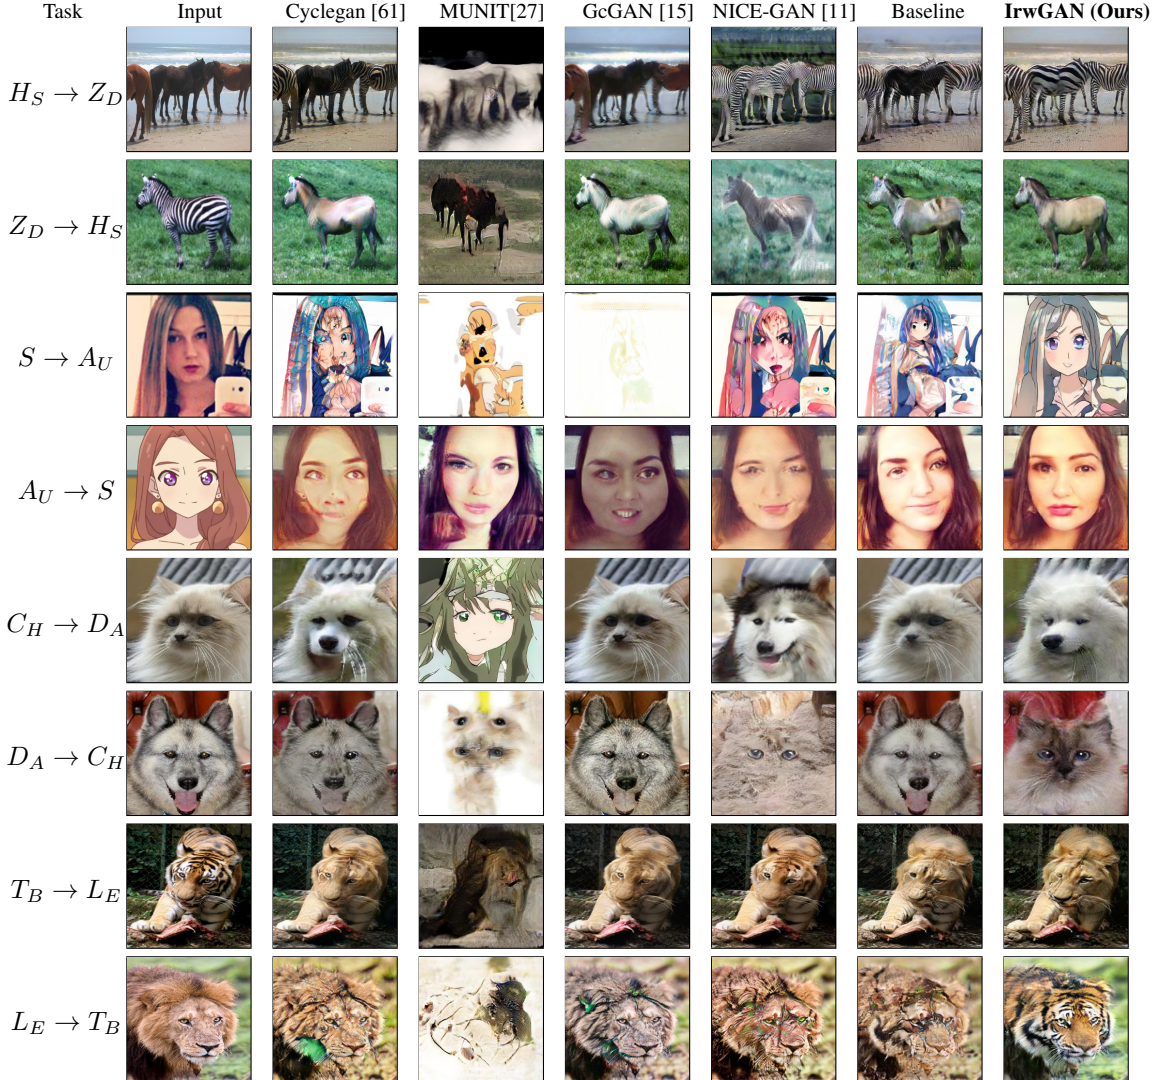 Task Input Cyclegan [61] MUNIT[27] GcGAN [15] NICE-GAN [11] Baseline IrwGAN (Ours)
H_S → Z_D
Z_D → H_S
S → A_U
A_U → S
C_H → D_A
D_A → C_H
T_B → L_E
L_E → T_B